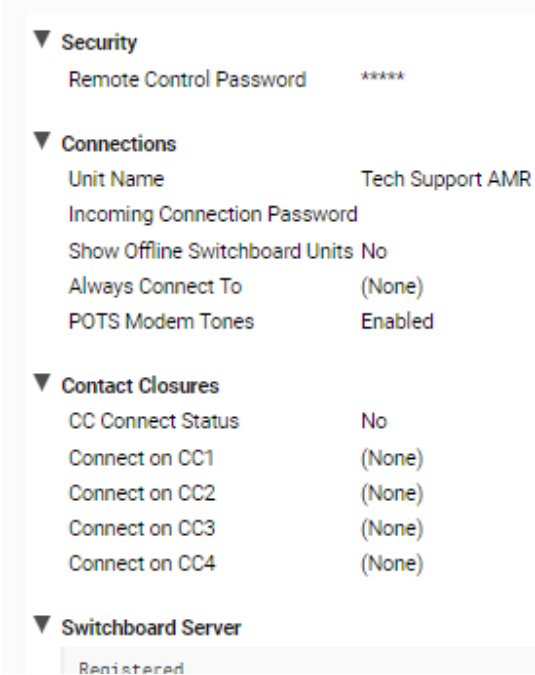 Security
Remote Control Password *****
Connections
Unit Name Tech Support AMR
Incoming Connection Password
Show Offline Switchboard Units No
Always Connect To (None)
POTS Modem Tones Enabled
Contact Closures
CC Connect Status No
Connect on CC1 (None)
Connect on CC2 (None)
Connect on CC3 (None)
Connect on CC4 (None)
Switchboard Server
Registered